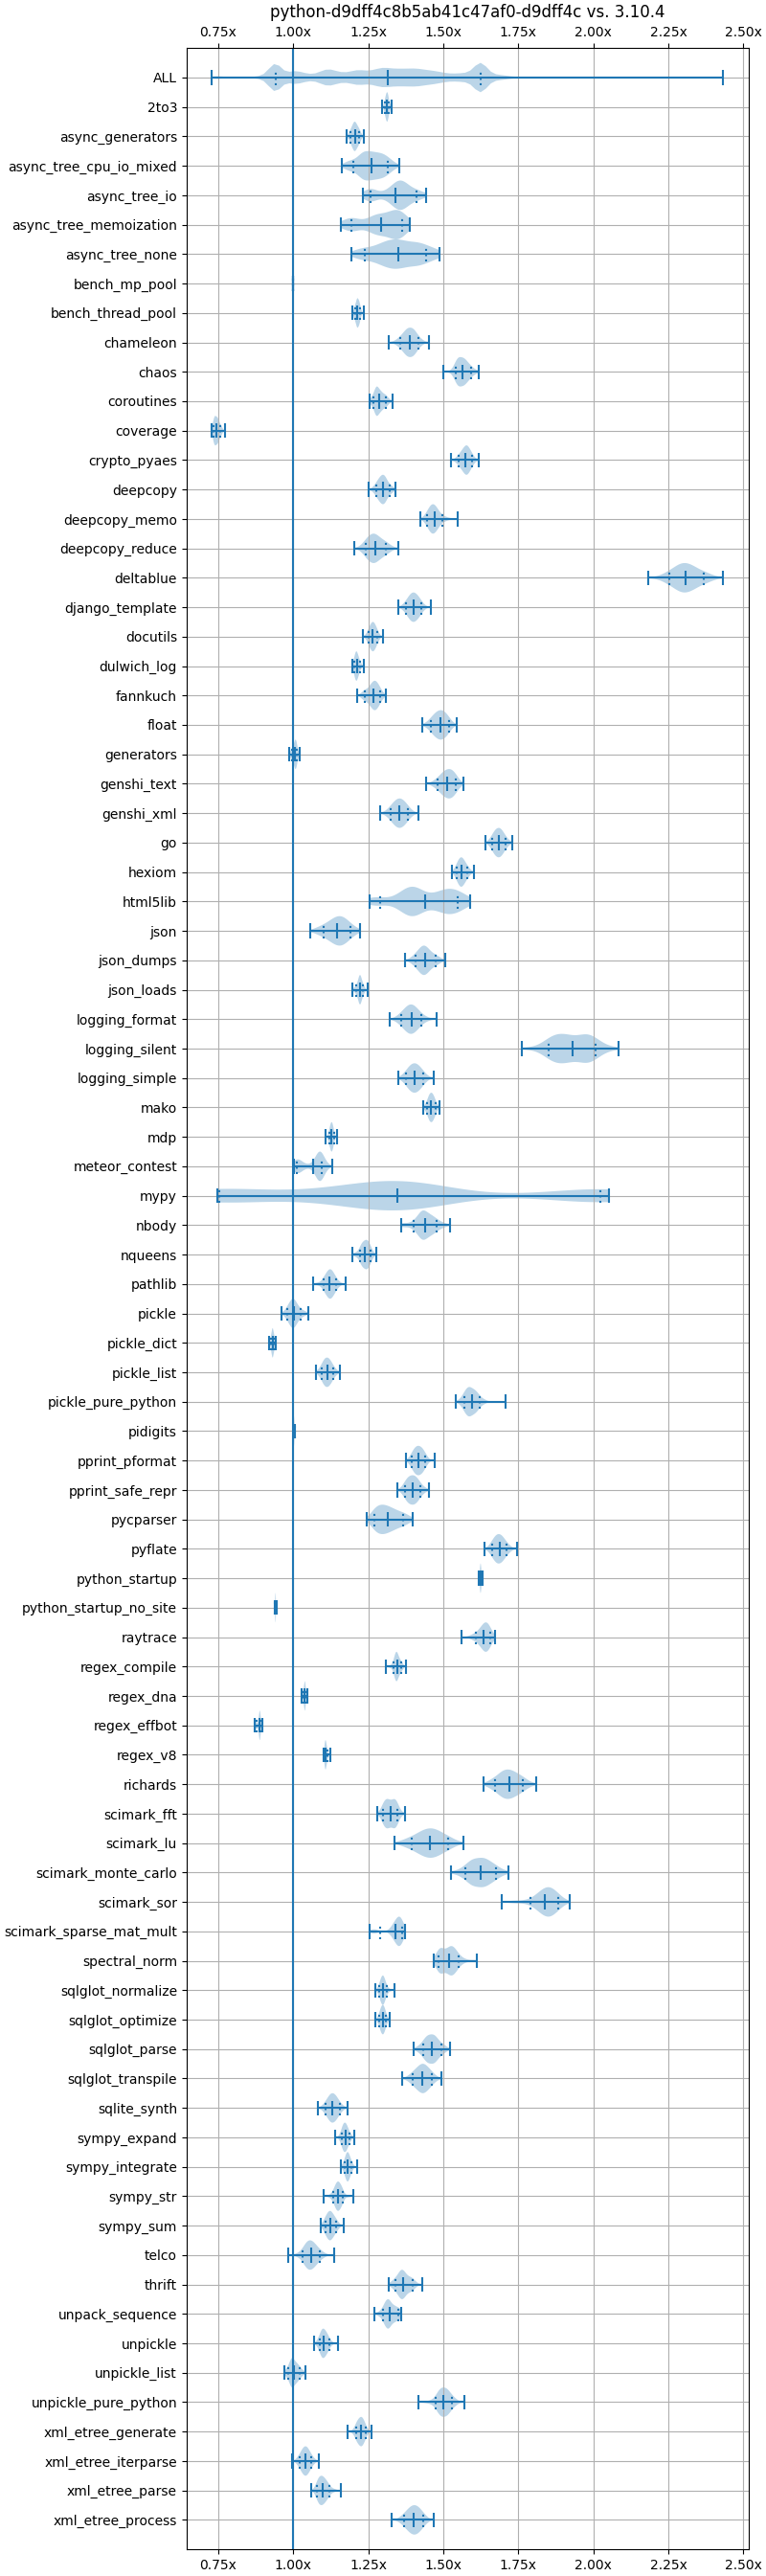 python-d9dff4c8b5ab41c47af0-d9dff4c vs. 3.10.4
0.75x 1.00x 1.25x 1.50x 1.75x 2.00x 2.25x 2.50x
ALL
2to3
async_generators
async_tree_cpu_io_mixed
async_tree_io
async_tree_memoization
async_tree_none
bench_mp_pool
bench_thread_pool
chameleon
chaos
coroutines
coverage
crypto_pyaes
deepcopy
deepcopy_memo
deepcopy_reduce
deltablue
django_template
docutils
dulwich_log
fannkuch
float
generators
genshi_text
genshi_xml
go
hexiom
html5lib
json
json_dumps
json_loads
logging_format
logging_silent
logging_simple
mako
mdp
meteor_contest
mypy
nbody
nqueens
pathlib
pickle
pickle_dict
pickle_list
pickle_pure_python
pidigits
pprint_pformat
pprint_safe_repr
pycparser
pyflate
python_startup
python_startup_no_site
raytrace
regex_compile
regex_dna
regex_effbot
regex_v8
richards
scimark_fft
scimark_lu
scimark_monte_carlo
scimark_sor
scimark_sparse_mat_mult
spectral_norm
sqlglot_normalize
sqlglot_optimize
sqlglot_parse
sqlglot_transpile
sqlite_synth
sympy_expand
sympy_integrate
sympy_str
sympy_sum
telco
thrift
unpack_sequence
unpickle
unpickle_list
unpickle_pure_python
xml_etree_generate
xml_etree_iterparse
xml_etree_parse
xml_etree_process
0.75x 1.00x 1.25x 1.50x 1.75x 2.00x 2.25x 2.50x